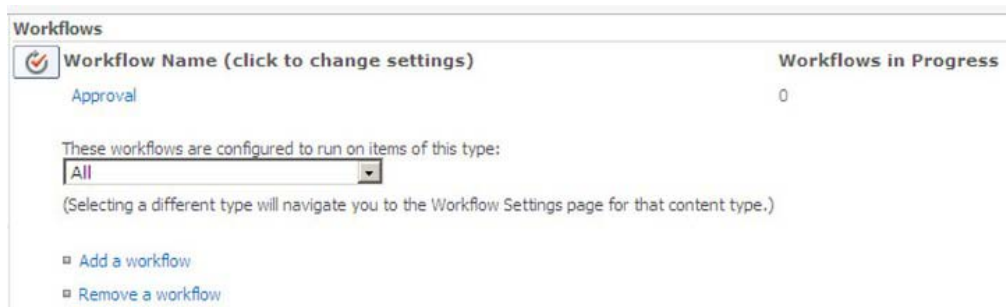 Workflows
Workflow Name (click to change settings) Workflows in Progress
Approval 0
These workflows are configured to run on items of this type:
All
(Selecting a different type will navigate you to the Workflow Settings page for that content type.)
Add a workflow
Remove a workflow